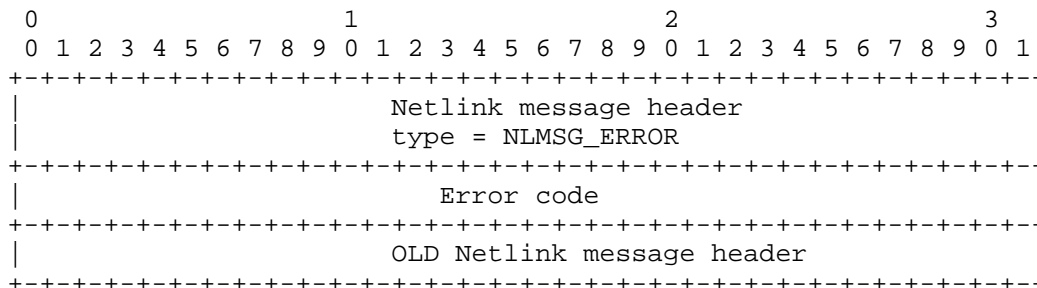 0                   1                   2                   3
 0 1 2 3 4 5 6 7 8 9 0 1 2 3 4 5 6 7 8 9 0 1 2 3 4 5 6 7 8 9 0 1
+-+-+-+-+-+-+-+-+-+-+-+-+-+-+-+-+-+-+-+-+-+-+-+-+-+-+-+-+-+-+-+-
|                       Netlink message header
|                       type = NLMSG_ERROR
+-+-+-+-+-+-+-+-+-+-+-+-+-+-+-+-+-+-+-+-+-+-+-+-+-+-+-+-+-+-+-+-
|                          Error code
+-+-+-+-+-+-+-+-+-+-+-+-+-+-+-+-+-+-+-+-+-+-+-+-+-+-+-+-+-+-+-+-
|                       OLD Netlink message header
+-+-+-+-+-+-+-+-+-+-+-+-+-+-+-+-+-+-+-+-+-+-+-+-+-+-+-+-+-+-+-+-